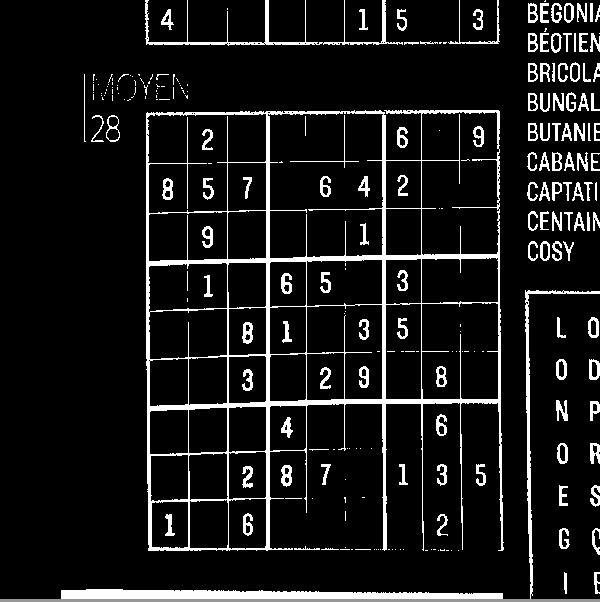 4 1 5 3
MOYEN
28
2 6 9
8 5 7 6 4 2
9 1
1 6 5 3
8 1 3 5
3 2 9 8
4 6
2 8 7 1 3 5
1 6 2
BÉGONIA
BÉOTIEN
BRICOLA
BUNGAL
BUTANIE
CABANE
CAPTATI
CENTAIN
COSY
L O
O D
N P
O R
E S
G Q
I E